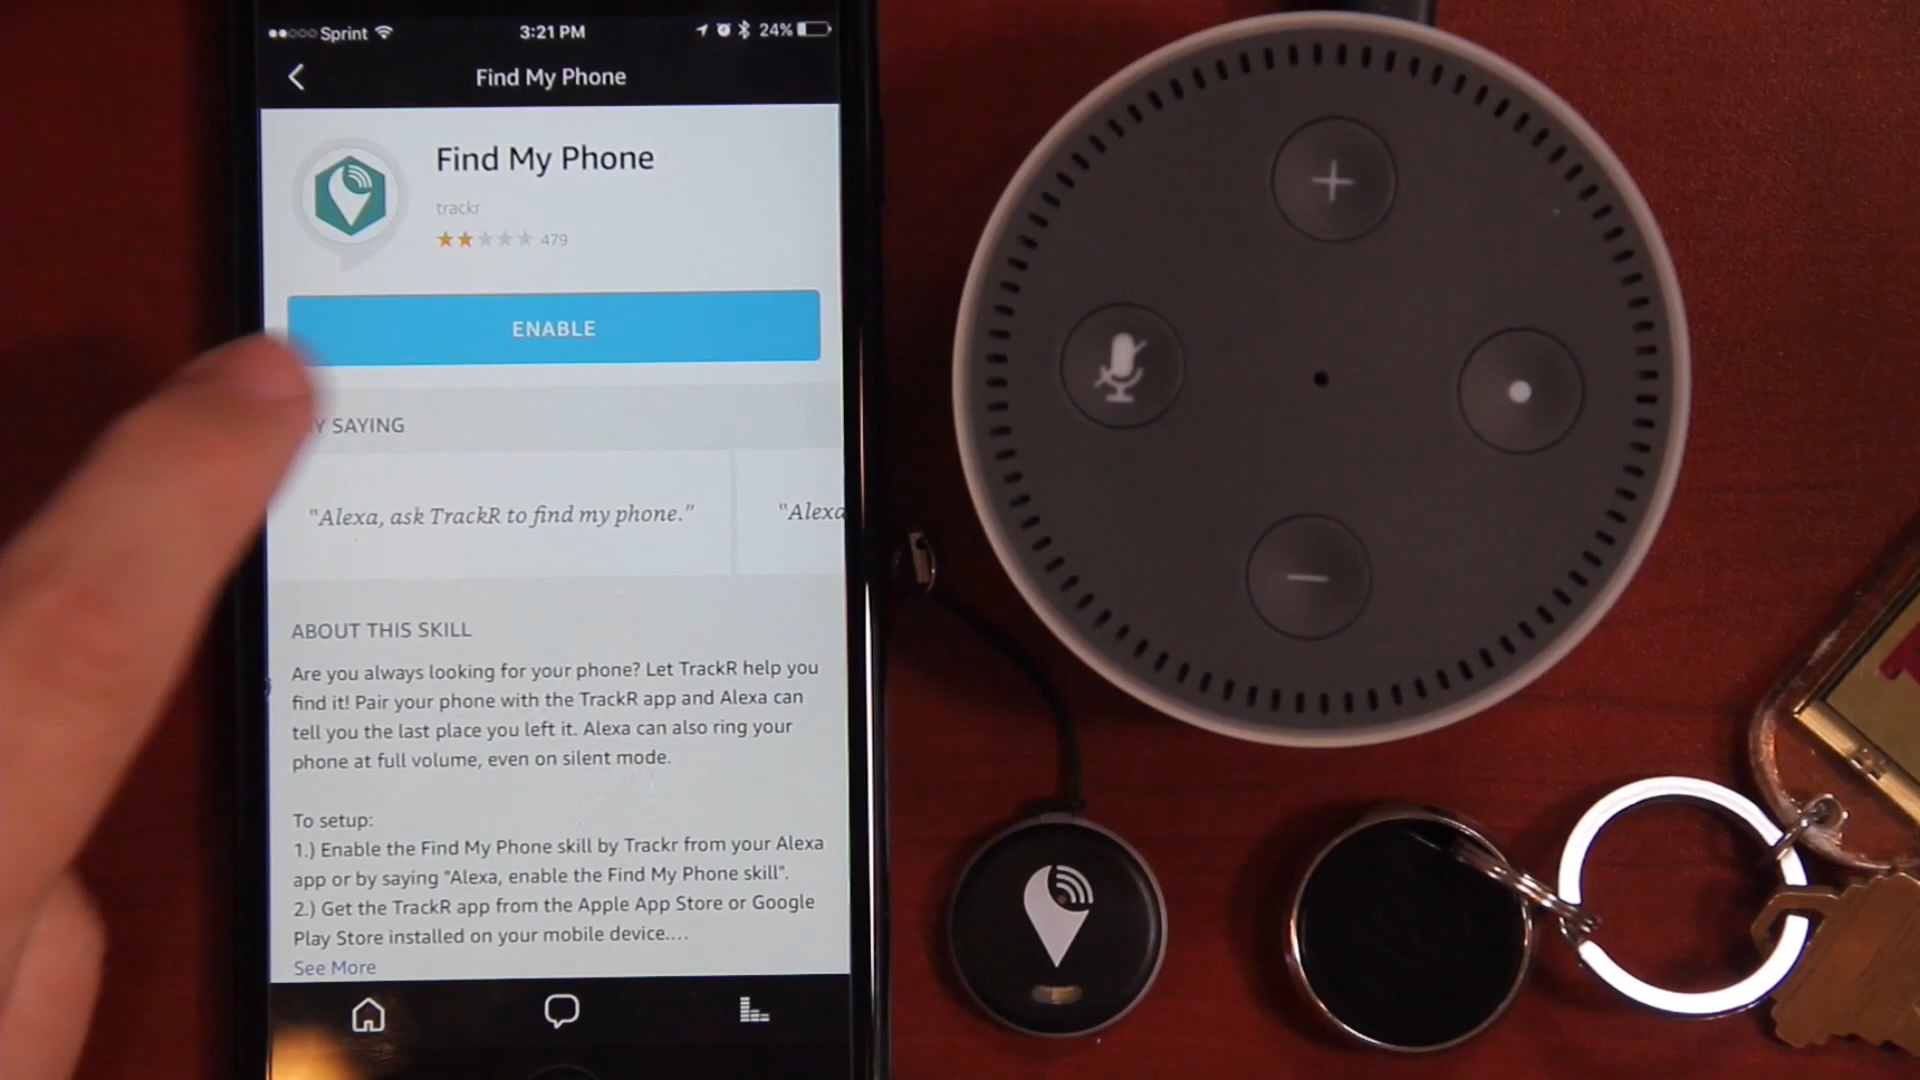 Sprint 3:21 PM 24%
Find My Phone
Find My Phone
trackr
479
ENABLE
SAYING
"Alexa, ask TrackR to find my phone." "Alexa
ABOUT THIS SKILL
Are you always looking for your phone? Let TrackR help you
find it! Pair your phone with the TrackR app and Alexa can
tell you the last place you left it. Alexa can also ring your
phone at full volume, even on silent mode.
To setup:
1.) Enable the Find My Phone skill by Trackr from your Alexa
app or by saying "Alexa, enable the Find My Phone skill".
2.) Get the TrackR app from the Apple App Store or Google
Play Store installed on your mobile device....
See More